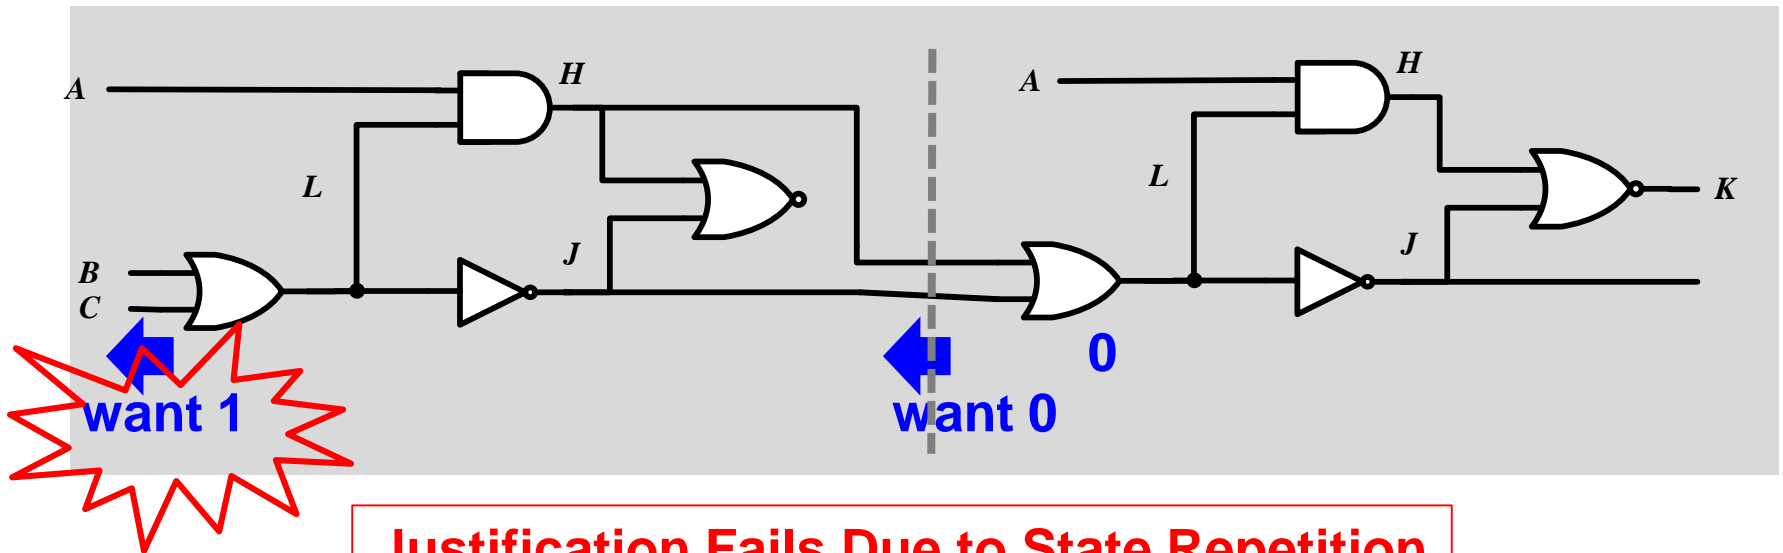 A
H
A
H
L
L
K
B
J
J
C
0
want 1
want 0
Justification Fails Due to State Repetition